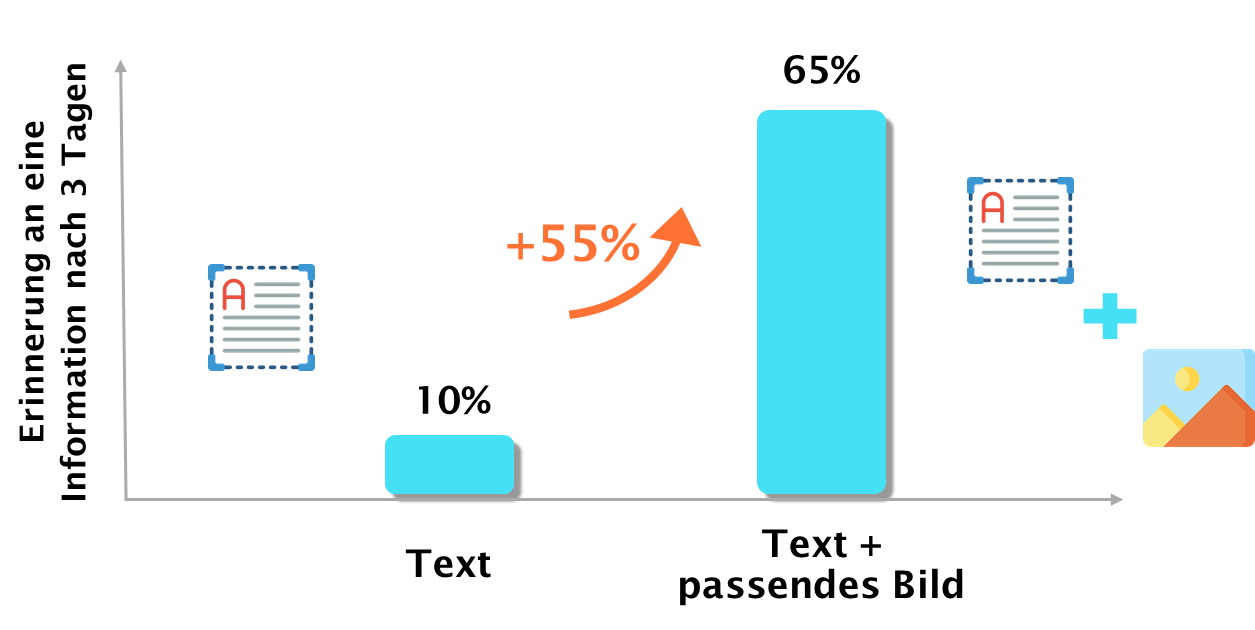 Erinnerung an eine
Information nach 3 Tagen
10%
+55%
65%
A
A
Text
Text +
passendes Bild